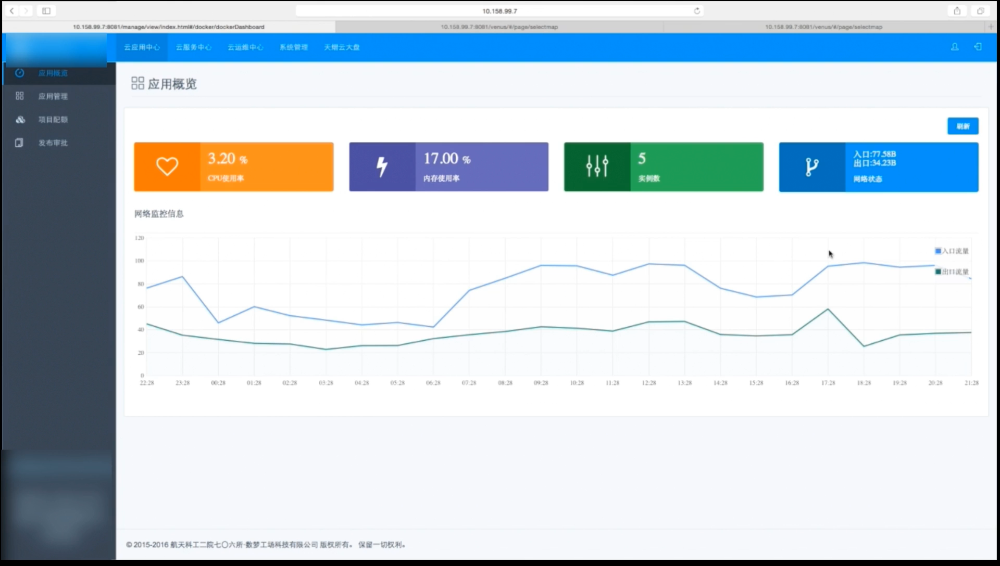 10.158.99.7
10.158.99.7:8081/manage/view/index.html#/docker/dockerDashboard
10.158.99.7:8081/venus/#/page/selectmap
10.158.99.7:8081/venus/#/page/selectmap
云应用中心 云服务中心 云运维中心 系统管理 天熠云大盘
应用概览
应用管理
项目配额
发布审批
应用概览
刷新
3.20 %
CPU使用率
17.00 %
内存使用率
5
实例数
入口:77.58B
出口:34.23B
网络状态
网络监控信息
120
100
80
60
40
20
0
入口流量
出口流量
22:28 23:28 00:28 01:28 02:28 03:28 04:28 05:28 06:28 07:28 08:28 09:28 10:28 11:28 12:28 13:28 14:28 15:28 16:28 17:28 18:28 19:28 20:28 21:28
© 2015-2016 航天科工二院七〇六所·数梦工场科技有限公司 版权所有。 保留一切权利。